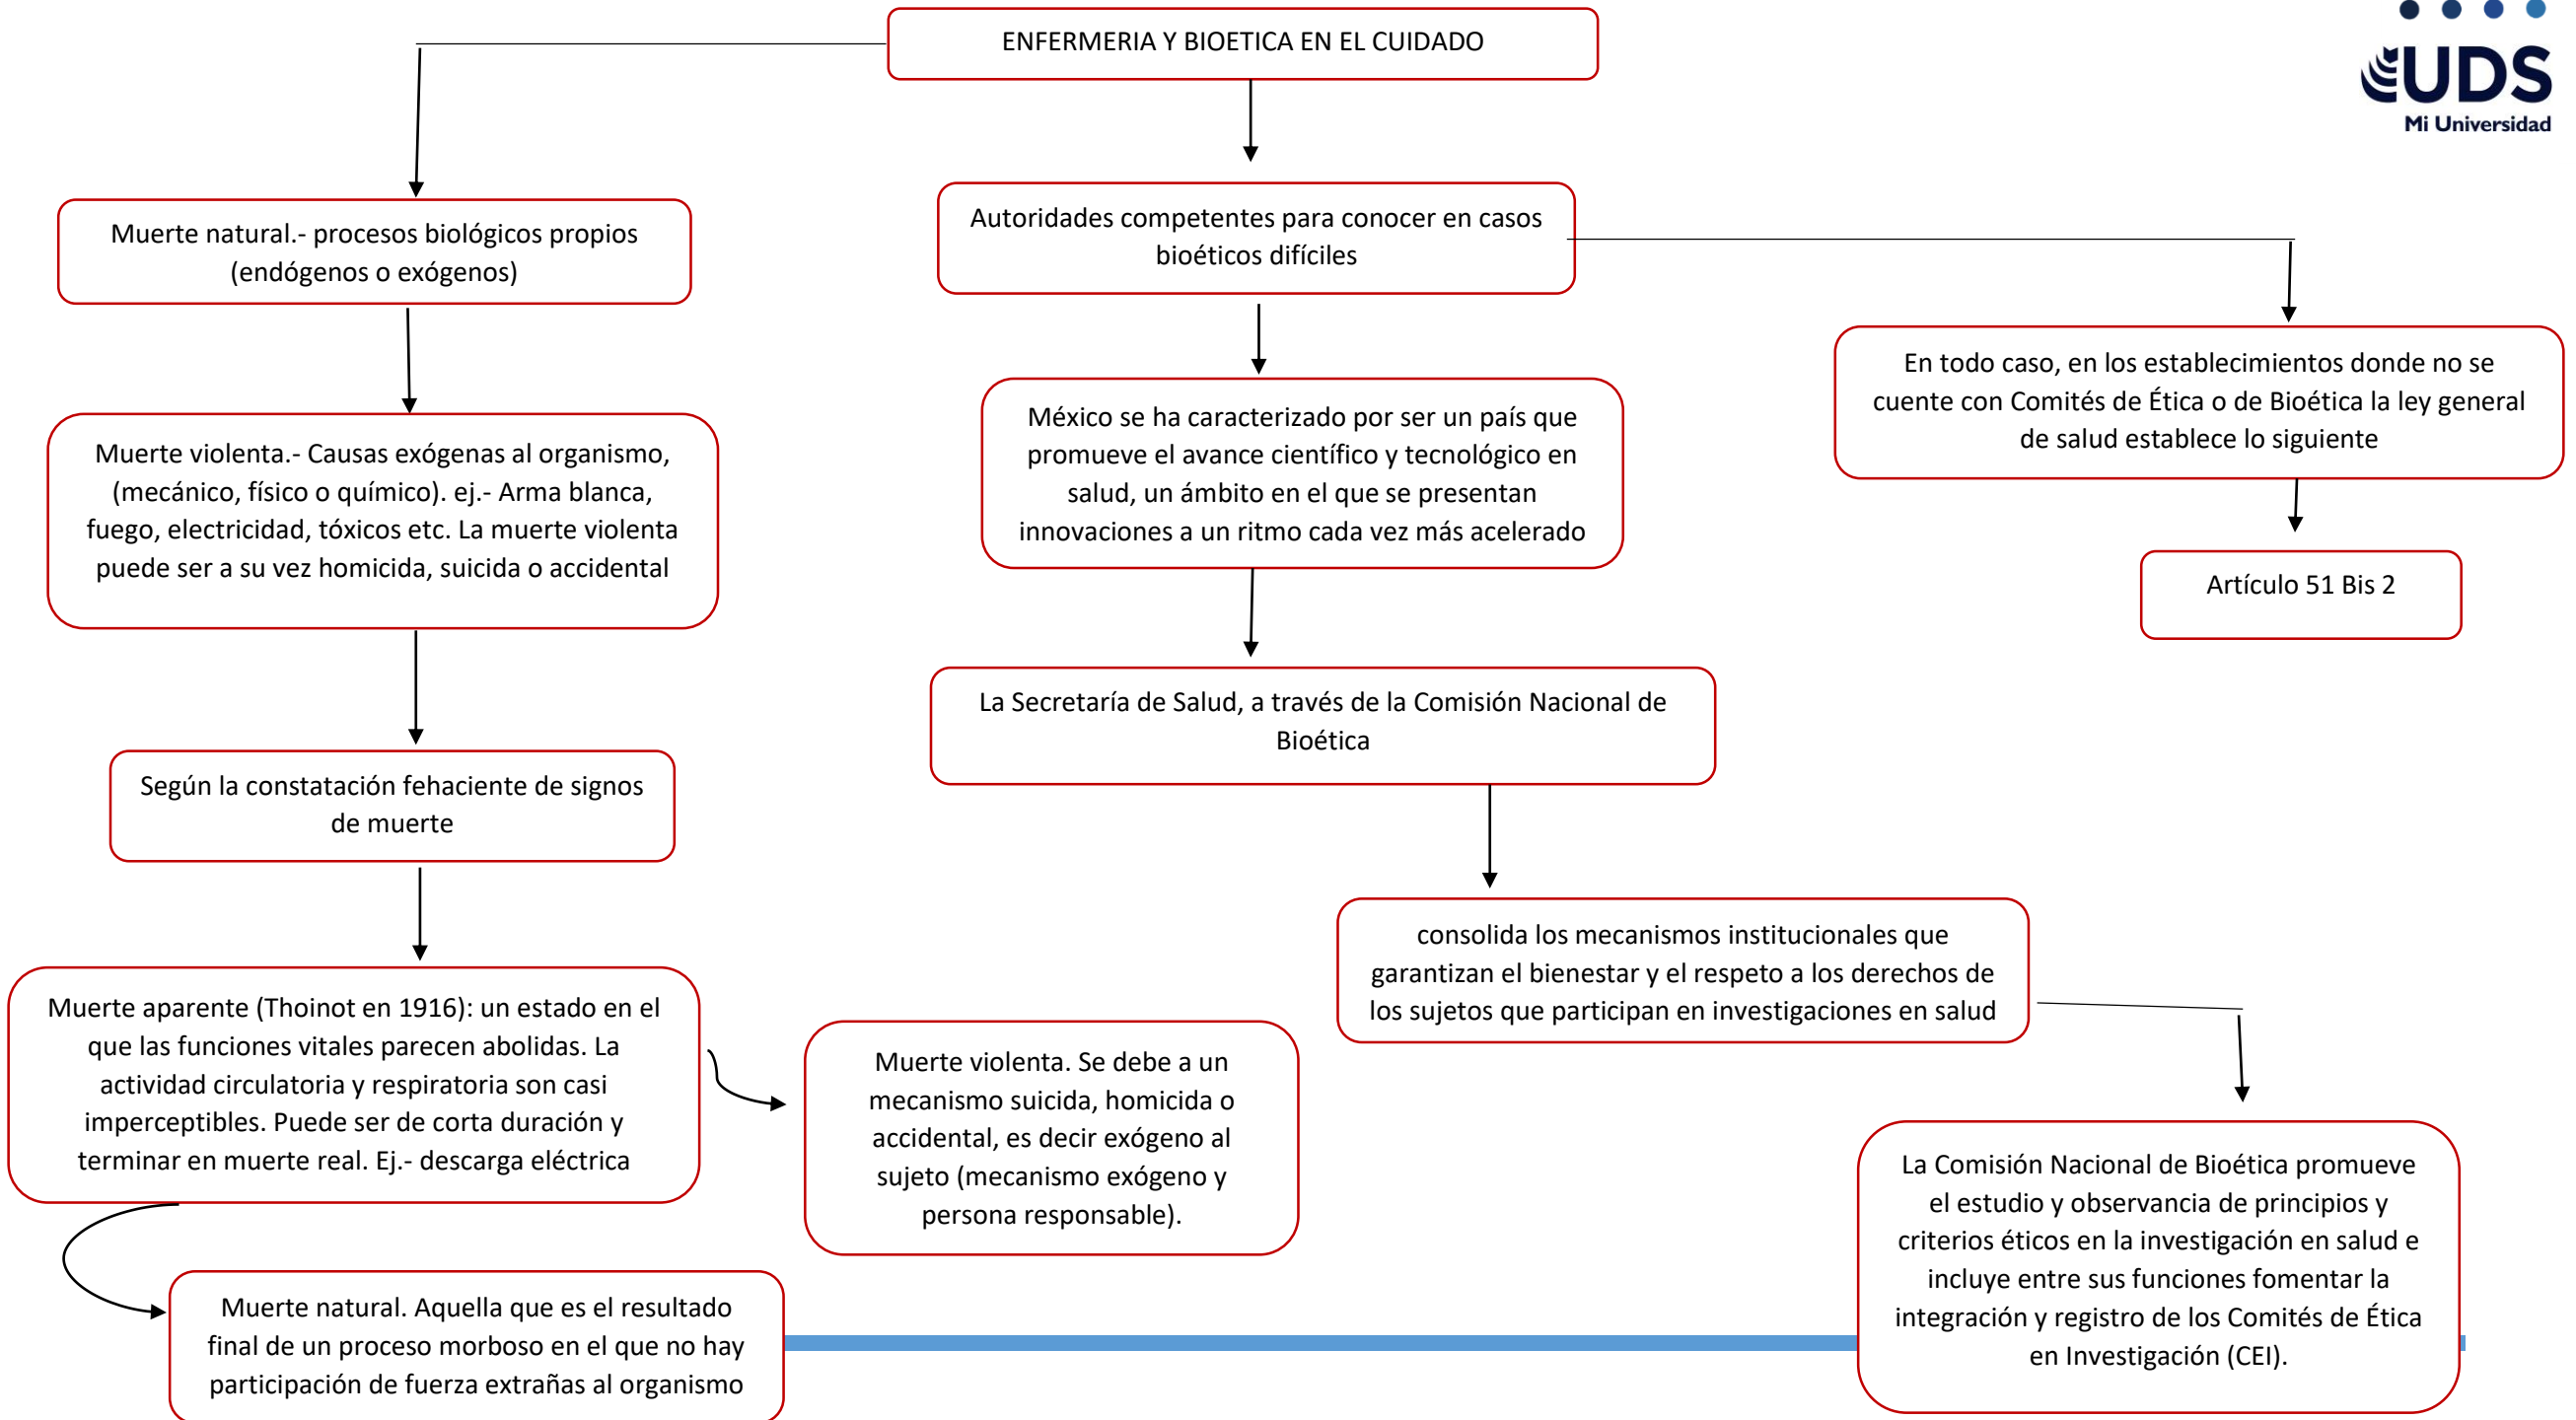 ENFERMERIA Y BIOETICA EN EL CUIDADO
UDS
Mi Universidad
Muerte natural.- procesos biológicos propios
(endógenos o exógenos)
Muerte violenta.- Causas exógenas al organismo,
(mecánico, físico o químico). ej.- Arma blanca,
fuego, electricidad, tóxicos etc. La muerte violenta
puede ser a su vez homicida, suicida o accidental
Según la constatación fehaciente de signos
de muerte
Muerte aparente (Thoinot en 1916): un estado en el
que las funciones vitales parecen abolidas. La
actividad circulatoria y respiratoria son casi
imperceptibles. Puede ser de corta duración y
terminar en muerte real. Ej.- descarga eléctrica
Muerte violenta. Se debe a un
mecanismo suicida, homicida o
accidental, es decir exógeno al
sujeto (mecanismo exógeno y
persona responsable).
Muerte natural. Aquella que es el resultado
final de un proceso morboso en el que no hay
participación de fuerza extrañas al organismo
Autoridades competentes para conocer en casos
bioéticos difíciles
México se ha caracterizado por ser un país que
promueve el avance científico y tecnológico en
salud, un ámbito en el que se presentan
innovaciones a un ritmo cada vez más acelerado
La Secretaría de Salud, a través de la Comisión Nacional de
Bioética
consolida los mecanismos institucionales que
garantizan el bienestar y el respeto a los derechos de
los sujetos que participan en investigaciones en salud
La Comisión Nacional de Bioética promueve
el estudio y observancia de principios y
criterios éticos en la investigación en salud e
incluye entre sus funciones fomentar la
integración y registro de los Comités de Ética
en Investigación (CEI).
En todo caso, en los establecimientos donde no se
cuente con Comités de Ética o de Bioética la ley general
de salud establece lo siguiente
Artículo 51 Bis 2